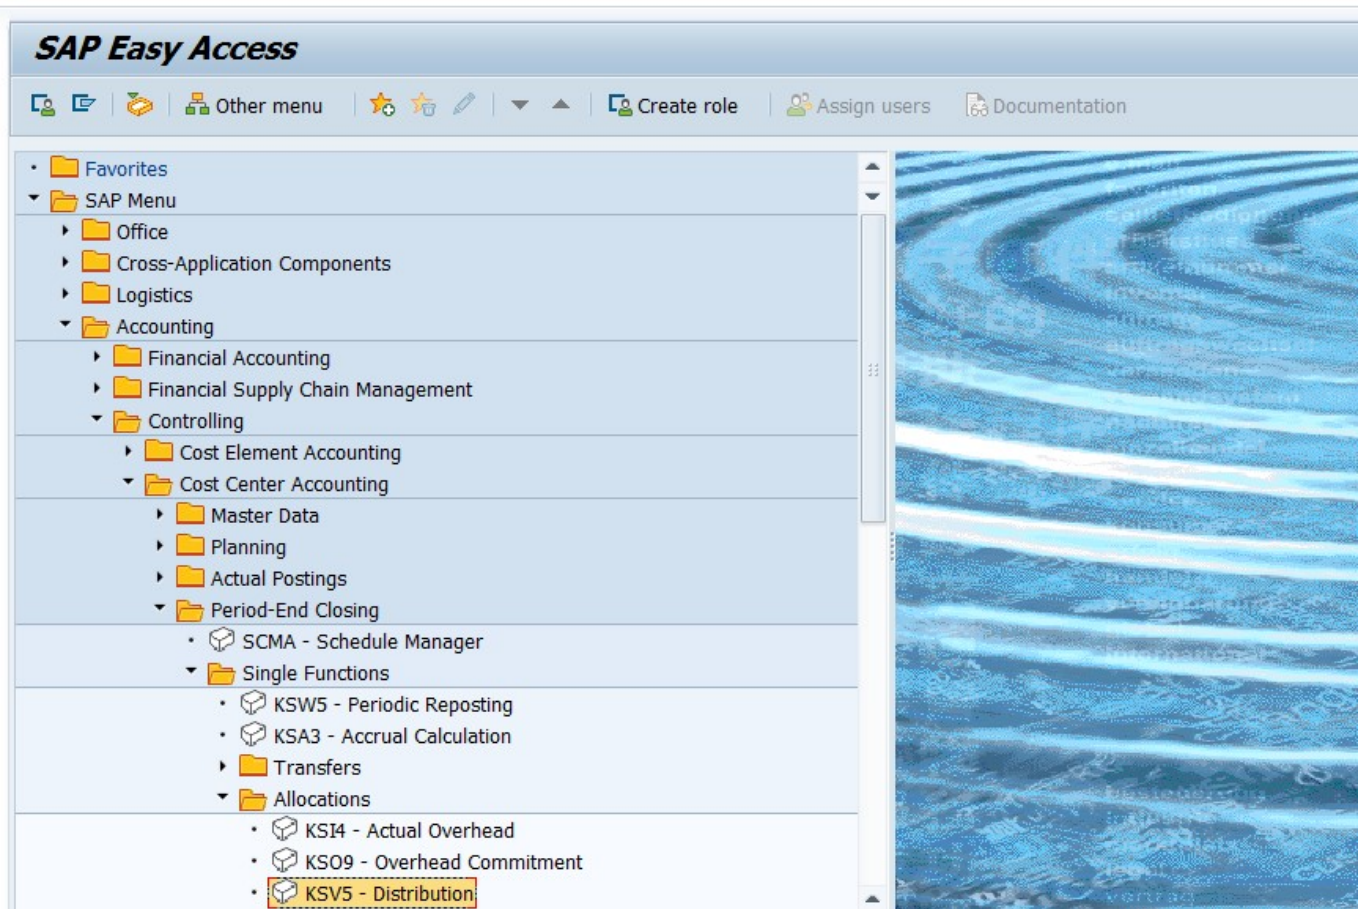 SAP Easy Access
Other menu
Create role
Assign users
Documentation
Favorites
SAP Menu
Office
Cross-Application Components
Logistics
Accounting
Financial Accounting
Financial Supply Chain Management
Controlling
Cost Element Accounting
Cost Center Accounting
Master Data
Planning
Actual Postings
Period-End Closing
SCMA - Schedule Manager
Single Functions
KSW5 - Periodic Reposting
KSA3 - Accrual Calculation
Transfers
Allocations
KSI4 - Actual Overhead
KSO9 - Overhead Commitment
KSV5 - Distribution